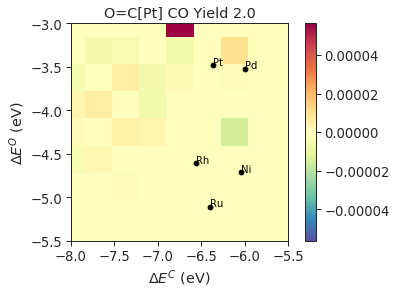 O=C[Pt] CO Yield 2.0
−3.0
−3.5
−4.0
−4.5
−5.0
−5.5
ΔE^O (eV)
Pt
Pd
Rh
Ni
Ru
−8.0 −7.5 −7.0 −6.5 −6.0 −5.5
ΔE^C (eV)
0.00004
0.00002
0.00000
−0.00002
−0.00004